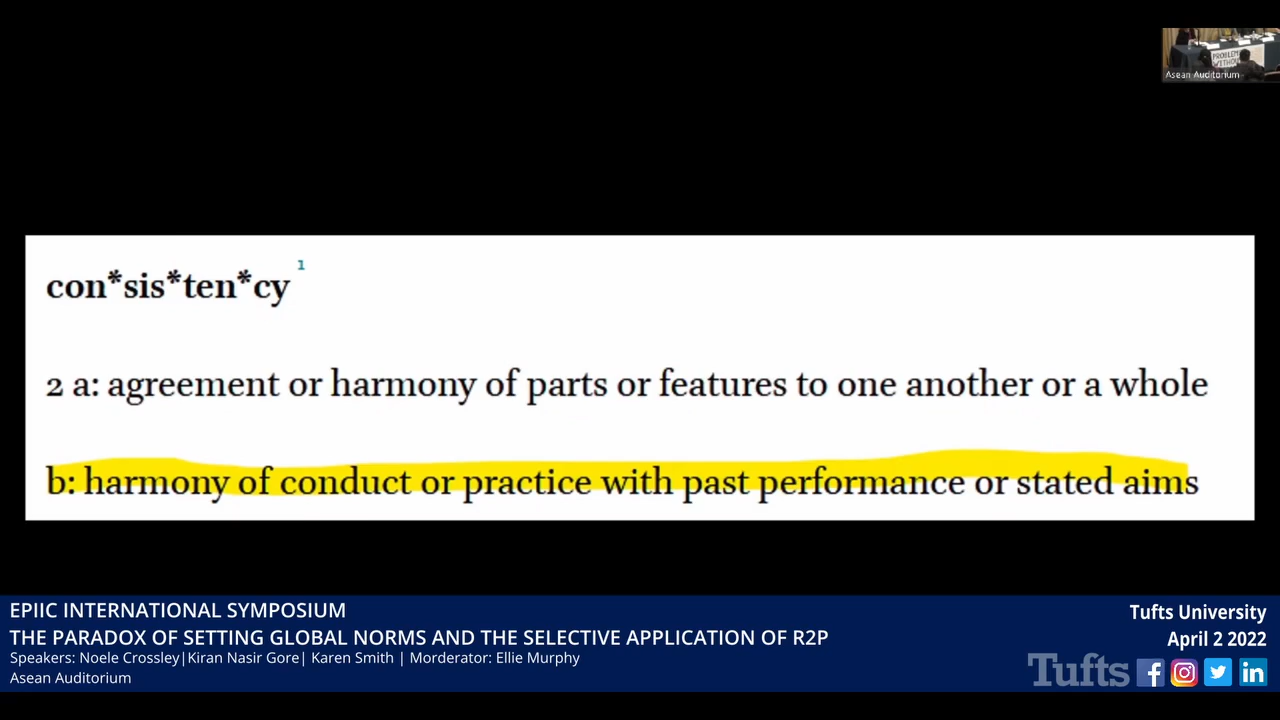 PROBLEMS
WITHOUT
Asean Auditorium
con*sis*ten*cy 1
2 a: agreement or harmony of parts or features to one another or a whole
b: harmony of conduct or practice with past performance or stated aims
EPIIC INTERNATIONAL SYMPOSIUM
THE PARADOX OF SETTING GLOBAL NORMS AND THE SELECTIVE APPLICATION OF R2P
Speakers: Noele Crossley|Kiran Nasir Gore| Karen Smith | Morderator: Ellie Murphy
Asean Auditorium
Tufts University
April 2 2022
Tufts